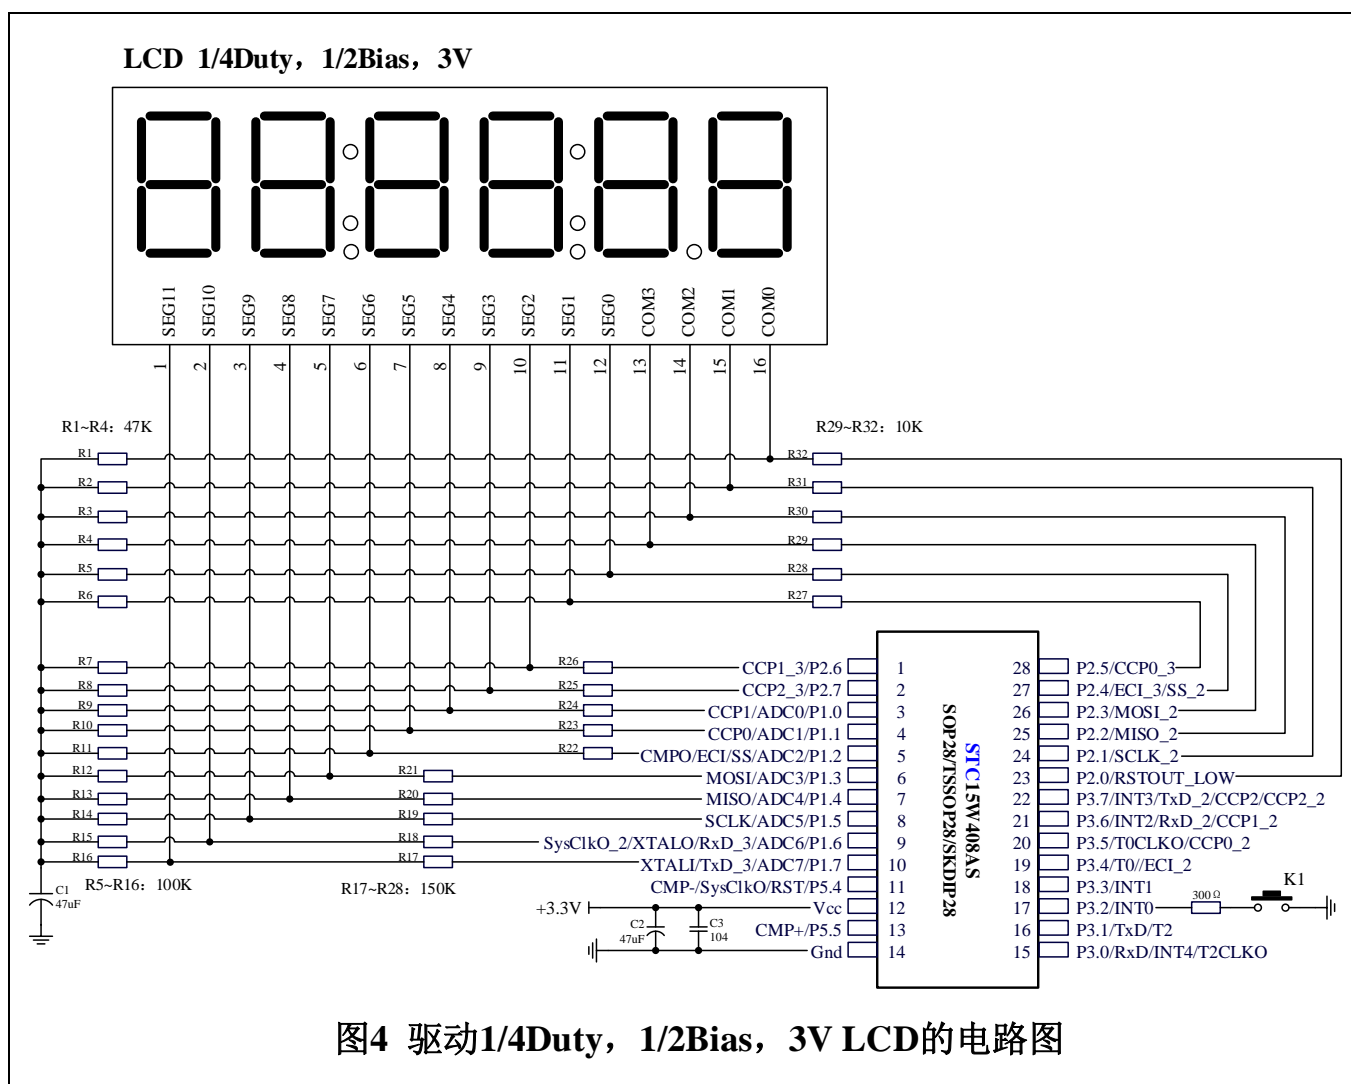 LCD 1/4Duty，1/2Bias，3V
SEG11
SEG10
SEG9
SEG8
SEG7
SEG6
SEG5
SEG4
SEG3
SEG2
SEG1
SEG0
COM3
COM2
COM1
COM0
1
2
3
4
5
6
7
8
9
10
11
12
13
14
15
16
R1~R4：47K
R29~R32：10K
R1
R32
R2
R31
R3
R30
R4
R29
R5
R28
R6
R27
R7
R26
CCP1_3/P2.6
1
28
P2.5/CCP0_3
R8
R25
CCP2_3/P2.7
2
27
P2.4/ECI_3/SS_2
R9
R24
CCP1/ADC0/P1.0
3
26
P2.3/MOSI_2
R10
R23
CCP0/ADC1/P1.1
4
25
P2.2/MISO_2
R11
R22
CMPO/ECI/SS/ADC2/P1.2
5
24
P2.1/SCLK_2
R12
R21
MOSI/ADC3/P1.3
6
23
P2.0/RSTOUT_LOW
R13
R20
MISO/ADC4/P1.4
7
22
P3.7/INT3/TxD_2/CCP2/CCP2_2
R14
R19
SCLK/ADC5/P1.5
8
21
P3.6/INT2/RxD_2/CCP1_2
R15
R18
SysClkO_2/XTALO/RxD_3/ADC6/P1.6
9
20
P3.5/T0CLKO/CCP0_2
R16
R17
XTALI/TxD_3/ADC7/P1.7
10
19
P3.4/T0//ECI_2
R5~R16：100K
R17~R28：150K
CMP-/SysClkO/RST/P5.4
11
18
P3.3/INT1
C1
47uF
+3.3V
Vcc
12
17
P3.2/INT0
300Ω
K1
C2
47uF
C3
104
CMP+/P5.5
13
16
P3.1/TxD/T2
Gnd
14
15
P3.0/RxD/INT4/T2CLKO
STC15W408AS
SOP28/TSSOP28/SKDIP28
图4 驱动1/4Duty，1/2Bias，3V LCD的电路图